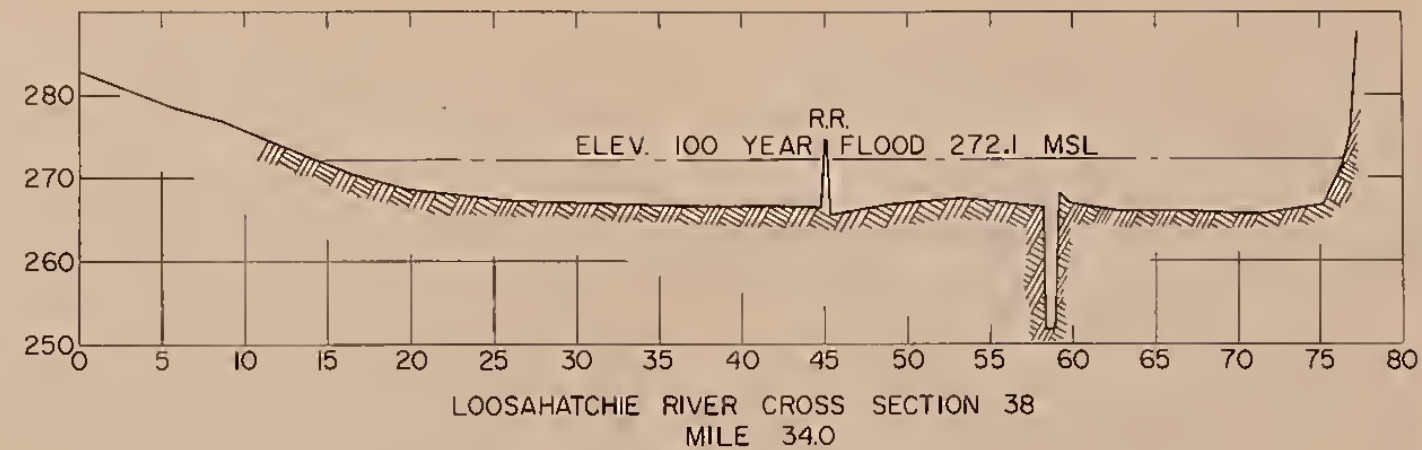 280
R.R.
ELEV. 100 YEAR FLOOD 272.1 MSL
270
260
250
0 5 10 15 20 25 30 35 40 45 50 55 60 65 70 75 80
LOOSAHATCHIE RIVER CROSS SECTION 38
MILE 34.0